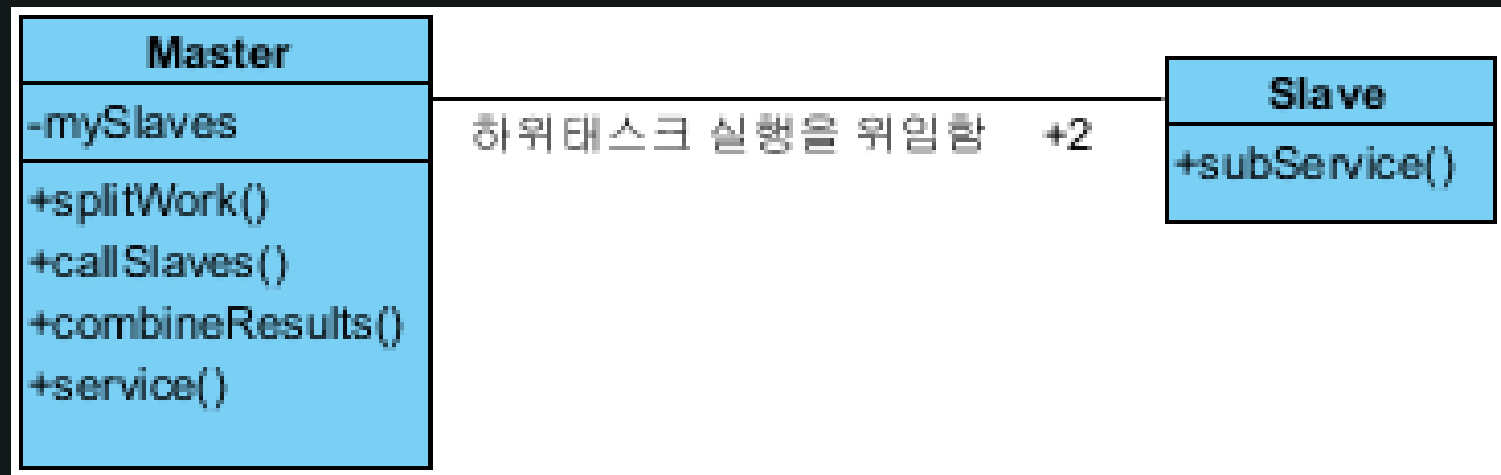 Master
-mySlaves
+splitWork()
+callSlaves()
+combineResults()
+service()
하위태스크 실행을 위임함 +2
Slave
+subService()